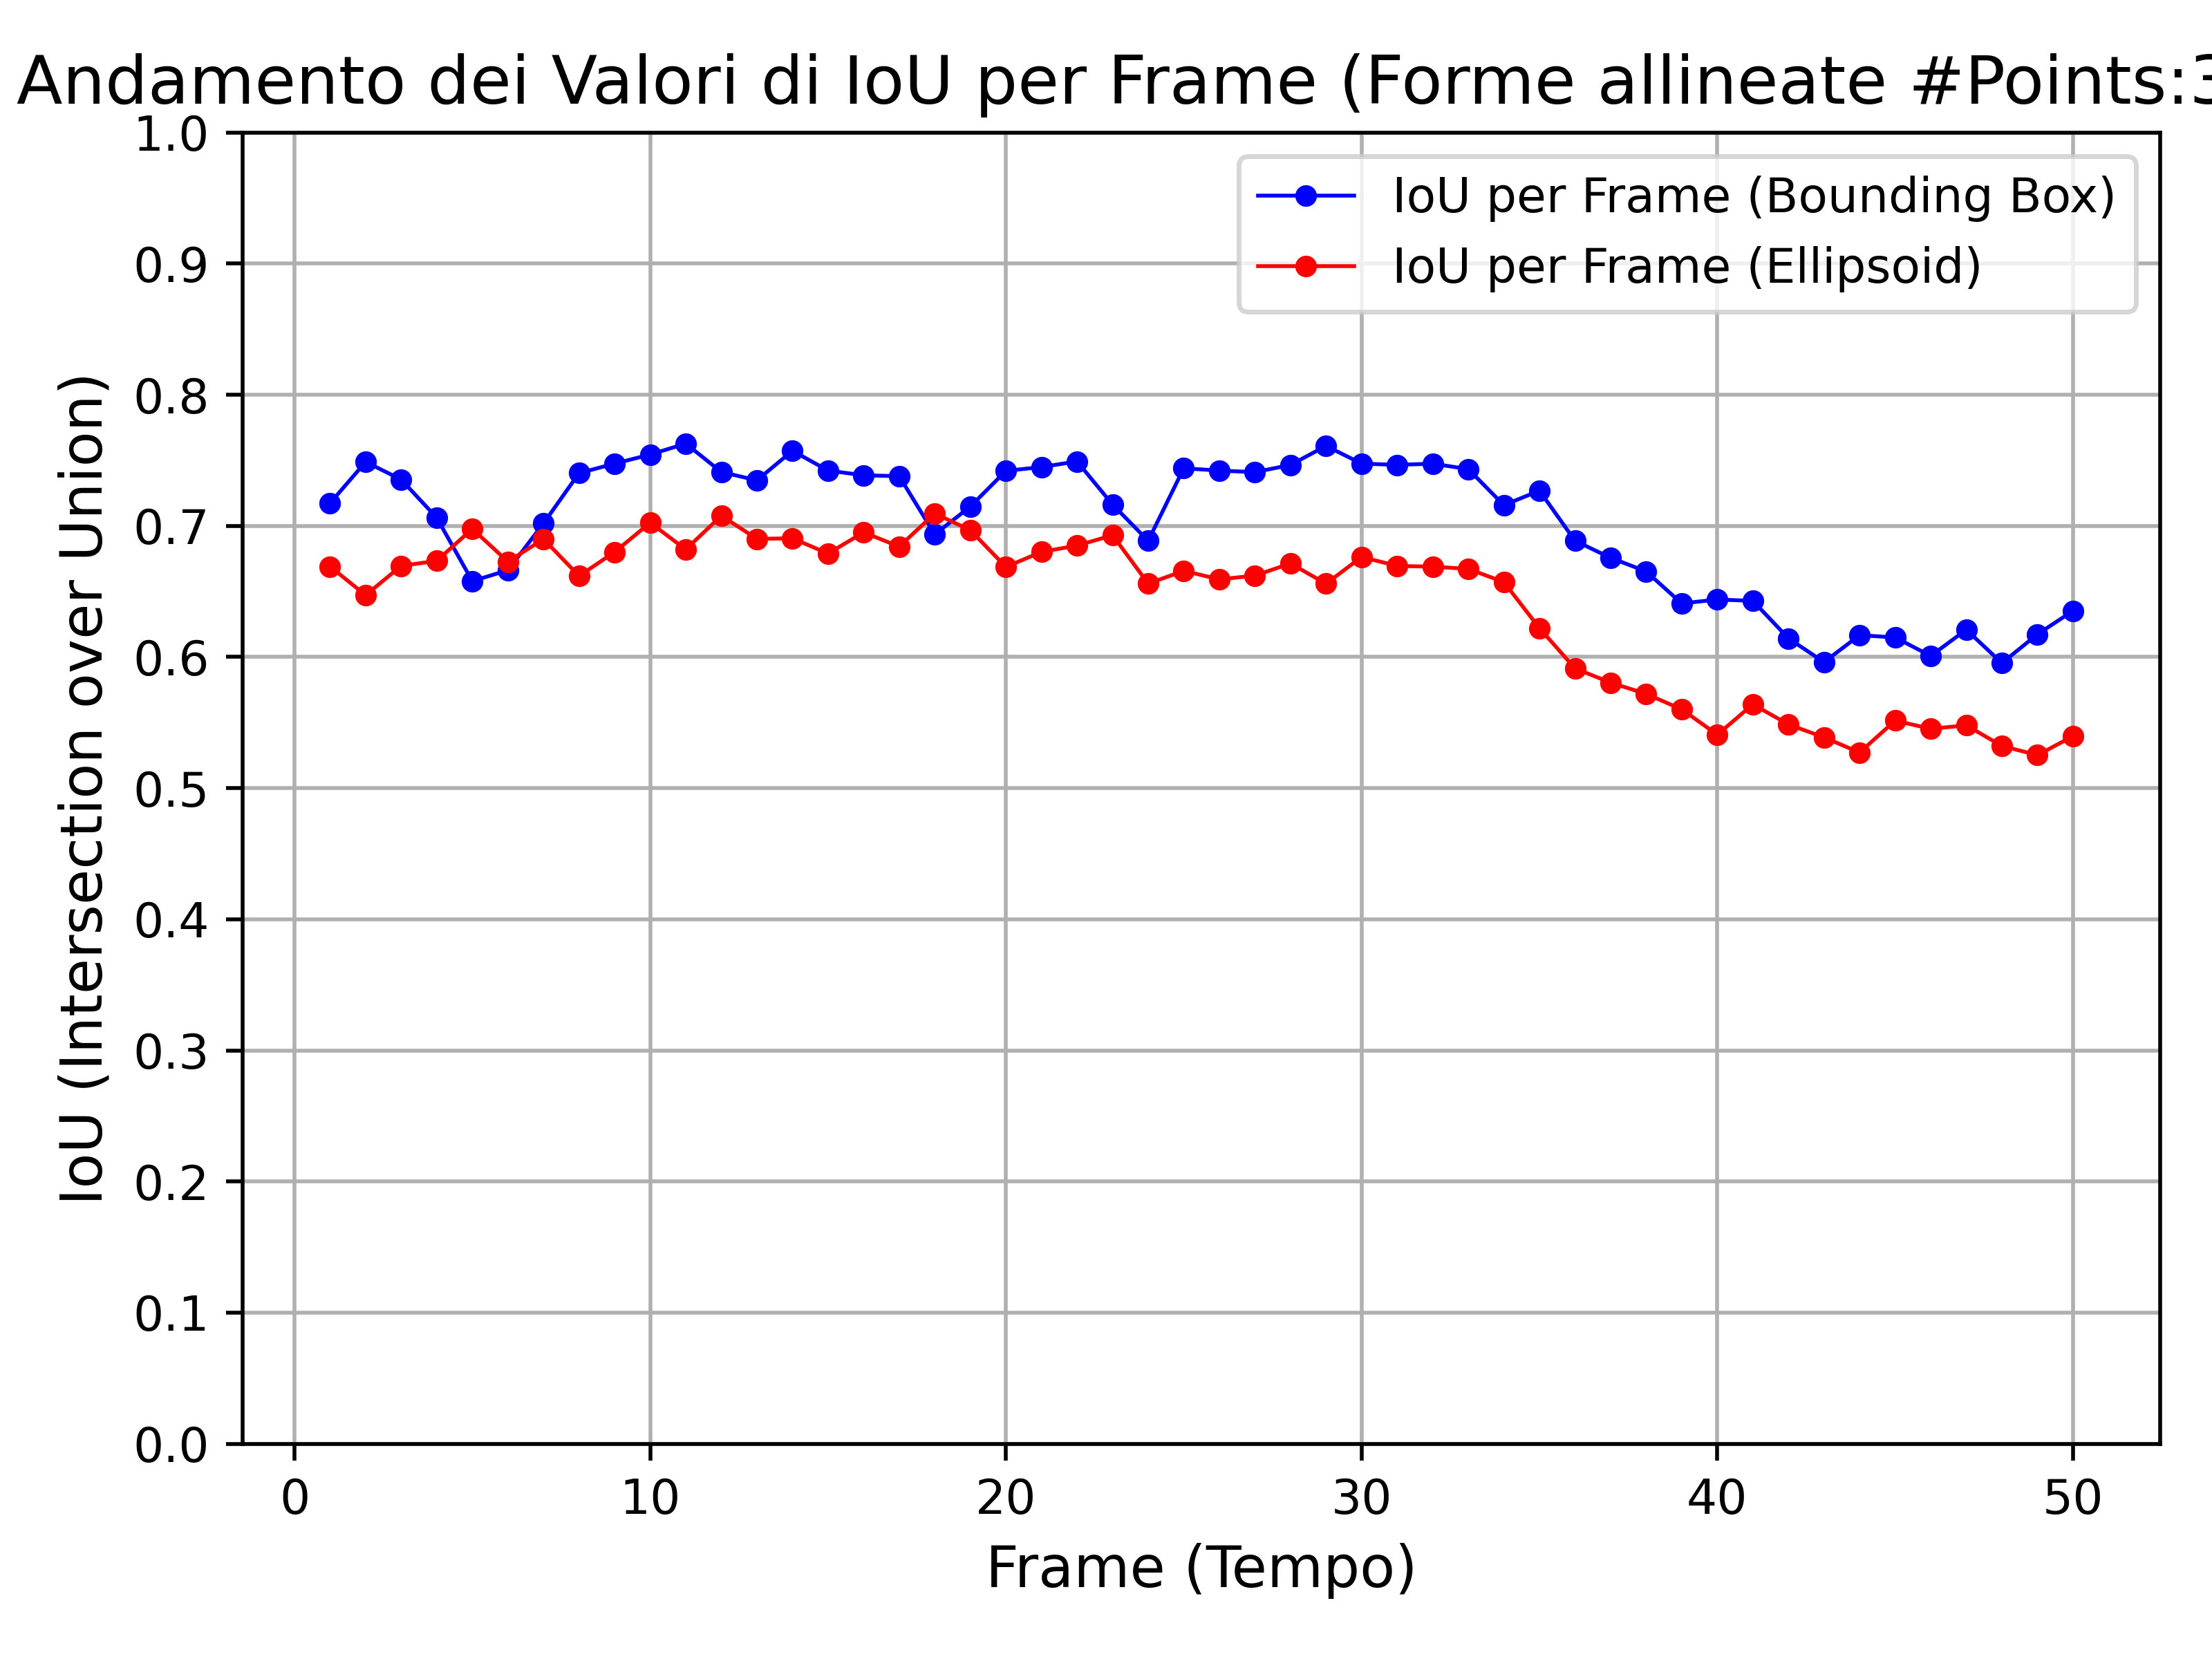 Andamento dei Valori di IoU per Frame (Forme allineate #Points:3
1.0
0.9
0.8
0.7
0.6
0.5
0.4
0.3
0.2
0.1
0.0
IoU (Intersection over Union)
IoU per Frame (Bounding Box)
IoU per Frame (Ellipsoid)
0 10 20 30 40 50
Frame (Tempo)